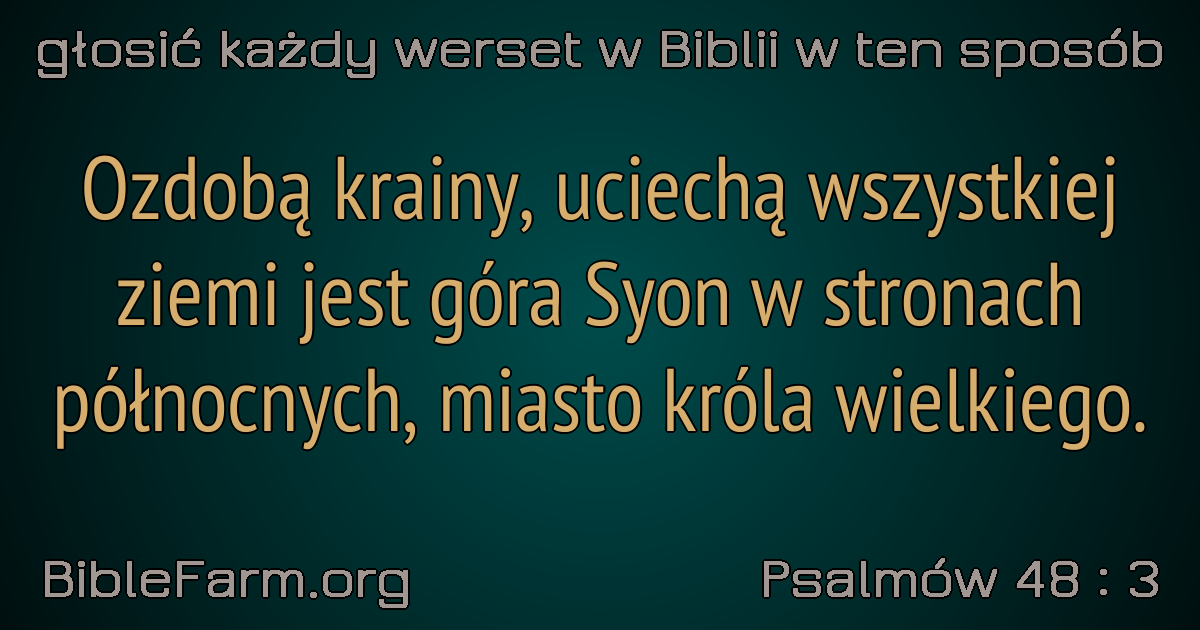 głosić każdy werset w Biblii w ten sposób
Ozdobą krainy, uciechą wszystkiej
ziemi jest góra Syon w stronach
północnych, miasto króla wielkiego.
BibleFarm.org
Psalmów 48 : 3